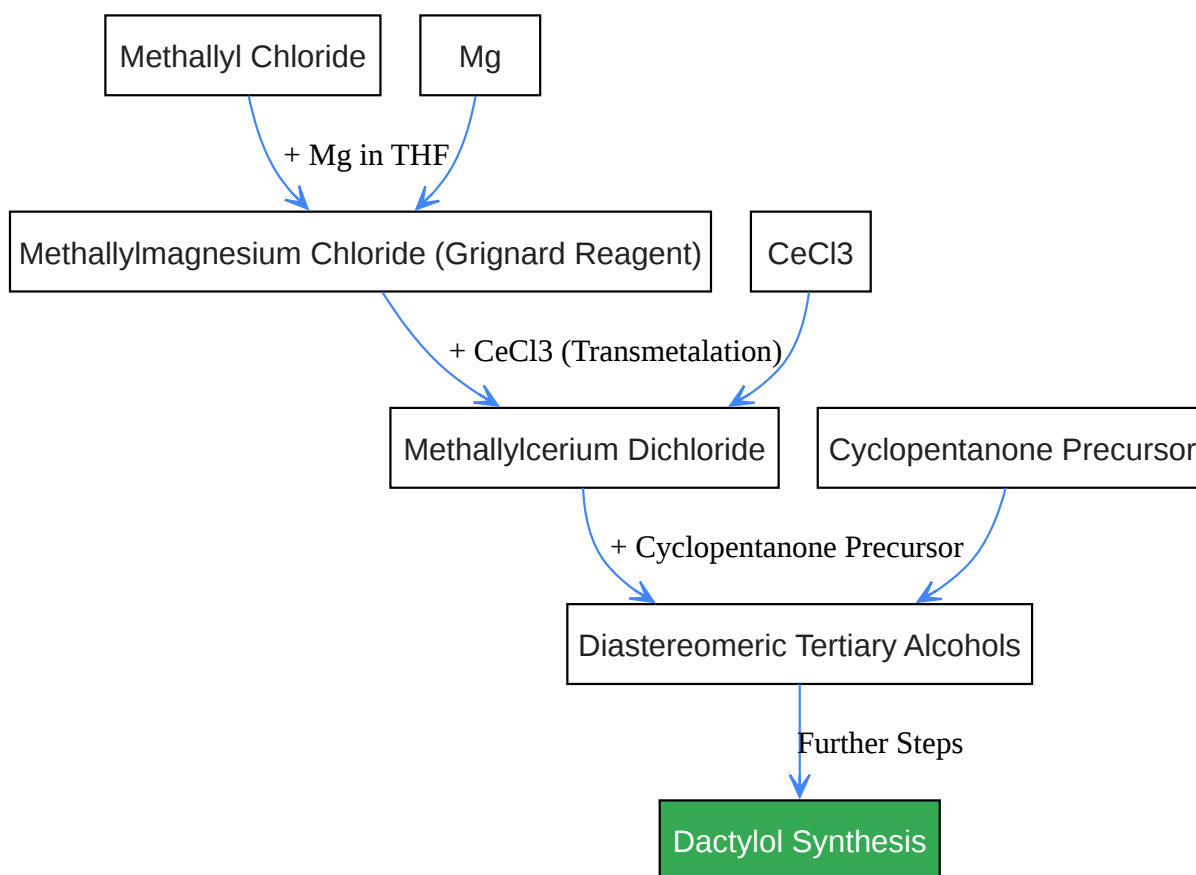 Methallyl Chloride
Mg
+ Mg in THF
Methallylmagnesium Chloride (Grignard Reagent)
CeCl3
+ CeCl3 (Transmetalation)
Methallylcerium Dichloride
Cyclopentanone Precursor
+ Cyclopentanone Precursor
Diastereomeric Tertiary Alcohols
Further Steps
Dactylol Synthesis